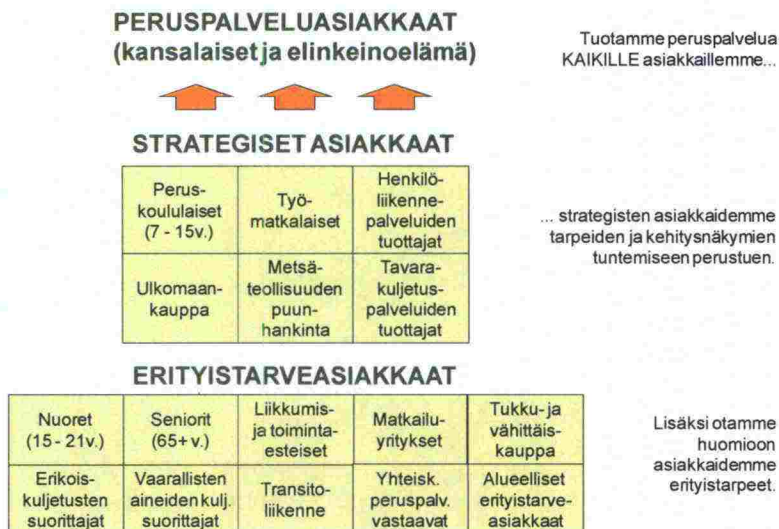 PERUSPALVELUASIAKKAAT
(kansalaiset ja elinkeinoelämä)
Tuotamme peruspalvelua
KAIKILLE asiakkaillemme...
STRATEGISET ASIAKKAAT
Perus-
koululaiset
(7 - 15v.)
Työ-
matkalaiset
Henkilö-
liikenne-
palveluiden
tuottajat
Ulkomaan-
kauppa
Metsä-
teollisuuden
puun-
hankinta
Tavara-
kuljetus-
palveluiden
tuottajat
... strategisten asiakkaidemme
tarpeiden ja kehitysnäkymien
tuntemiseen perustuen.
ERITYISTARVEASIAKKAAT
Nuoret
(15 - 21v.)
Seniorit
(65+ v.)
Liikkumis-
ja toiminta-
esteiset
Matkailu-
yritykset
Tukku- ja
vähittäis-
kauppa
Erikois-
kuljetusten
suorittajat
Vaarallisten
aineiden kulj.
suorittajat
Transito-
liikenne
Yhteisk.
peruspalv.
vastaavat
Alueelliset
erityistarve-
asiakkaat
Lisäksi otamme
huomioon
asiakkaidemme
erityistarpeet.